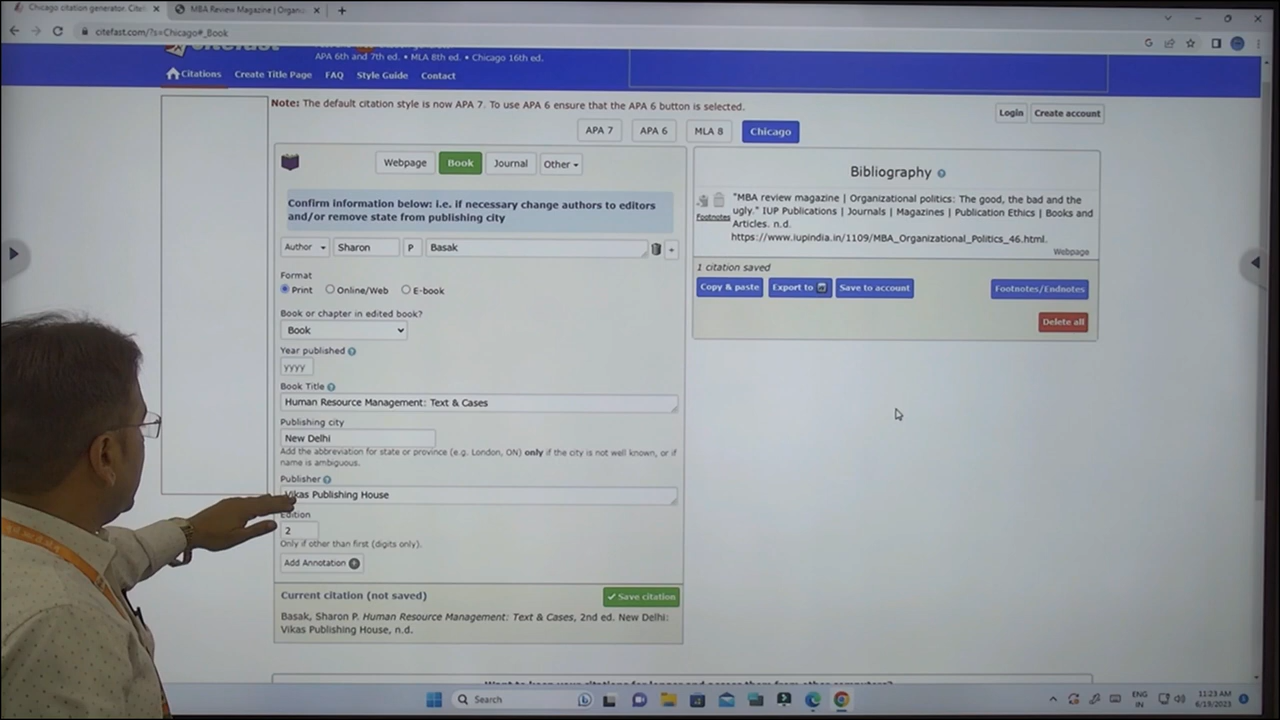 Chicago citation generator. Cite
MBA Review Magazine | Organi
citefast.com/?s=Chicago#_Book
citefast
APA 6th and 7th ed. • MLA 8th ed. • Chicago 16th ed.
Citations Create Title Page FAQ Style Guide Contact
Note: The default citation style is now APA 7. To use APA 6 ensure that the APA 6 button is selected.
Login Create account
APA 7 APA 6 MLA 8 Chicago
Webpage Book Journal Other
Confirm information below: i.e. if necessary change authors to editors
and/or remove state from publishing city
Author Sharon P Basak
Format
Print Online/Web E-book
Book or chapter in edited book?
Book
Year published
YYYY
Book Title
Human Resource Management: Text & Cases
Publishing city
New Delhi
Add the abbreviation for state or province (e.g. London, ON) only if the city is not well known, or if
name is ambiguous.
Publisher
Vikas Publishing House
Edition
2
Only if other than first (digits only).
Add Annotation
Current citation (not saved)
Save citation
Basak, Sharon P. Human Resource Management: Text & Cases, 2nd ed. New Delhi:
Vikas Publishing House, n.d.
Bibliography
"MBA review magazine | Organizational politics: The good, the bad and the
Footnotes
ugly." IUP Publications | Journals | Magazines | Publication Ethics | Books and
Articles. n.d.
https://www.iupindia.in/1109/MBA_Organizational_Politics_46.html.
Webpage
1 citation saved
Copy & paste Export to Save to account Footnotes/Endnotes
Delete all
Search
ENG
IN
11:23 AM
6/19/2023